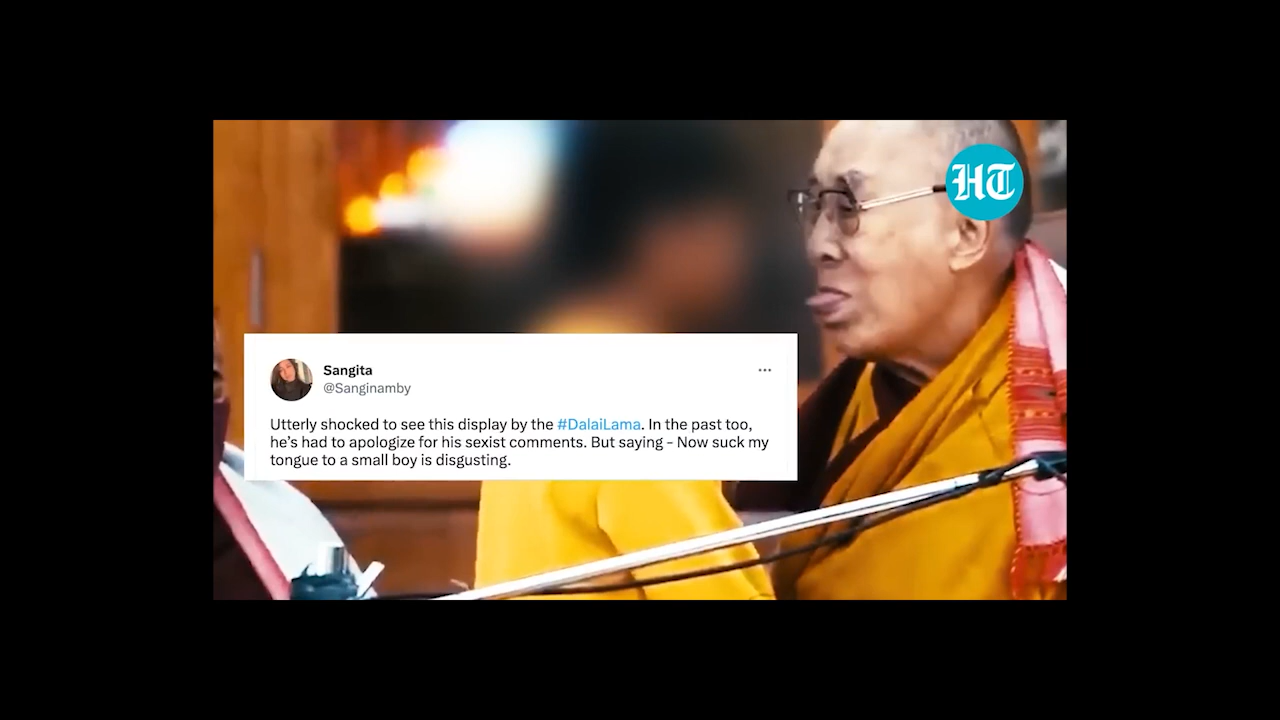 HT
Sangita
@Sanginamby
Utterly shocked to see this display by the #DalaiLama. In the past too,
he's had to apologize for his sexist comments. But saying - Now suck my
tongue to a small boy is disgusting.